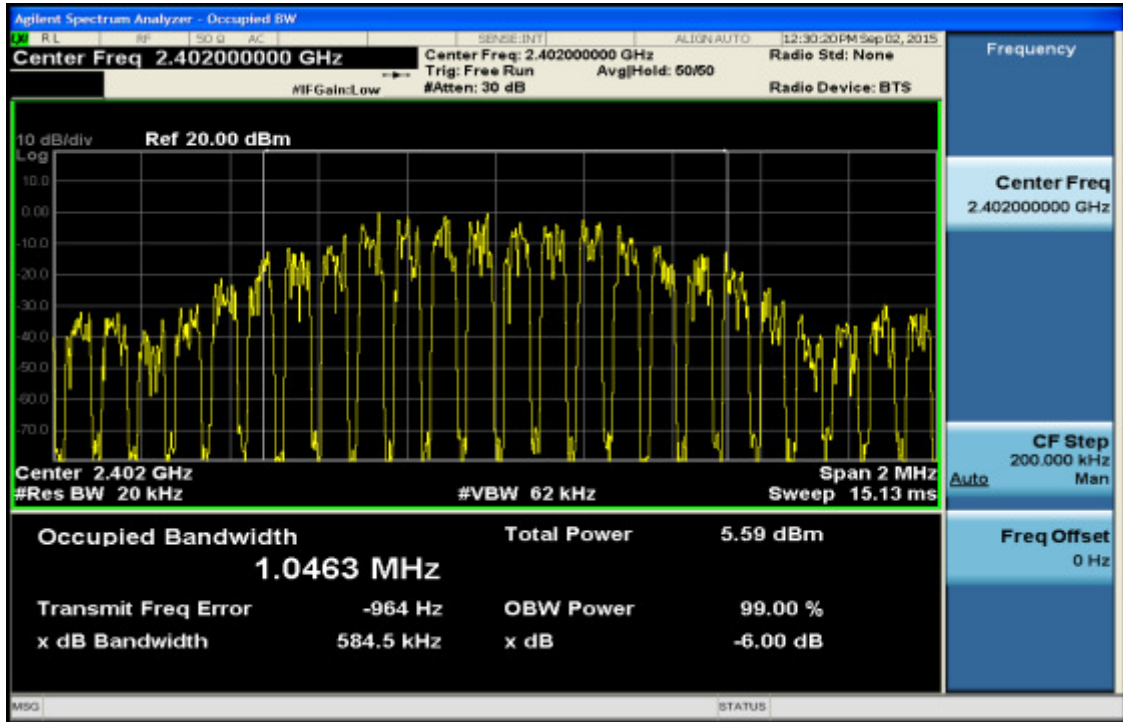 Agilent Spectrum Analyzer - Occupied BW
LXI RL RF 50 Ω AC SENSE:INT ALIGN AUTO 12:30:20 PM Sep 02, 2015
Center Freq 2.402000000 GHz Center Freq: 2.402000000 GHz Radio Std: None Frequency
Trig: Free Run Avg|Hold: 50/50
#IFGain:Low #Atten: 30 dB Radio Device: BTS
10 dB/div Ref 20.00 dBm
Log
10.0
0.00
-10.0
-20.0
-30.0
-40.0
-50.0
-60.0
-70.0
Center 2.402 GHz Span 2 MHz
#Res BW 20 kHz #VBW 62 kHz Sweep 15.13 ms
Center Freq
2.402000000 GHz
CF Step
200.000 kHz
Auto Man
Freq Offset
0 Hz
Occupied Bandwidth Total Power 5.59 dBm
1.0463 MHz
Transmit Freq Error -964 Hz OBW Power 99.00 %
x dB Bandwidth 584.5 kHz x dB -6.00 dB
MSG STATUS